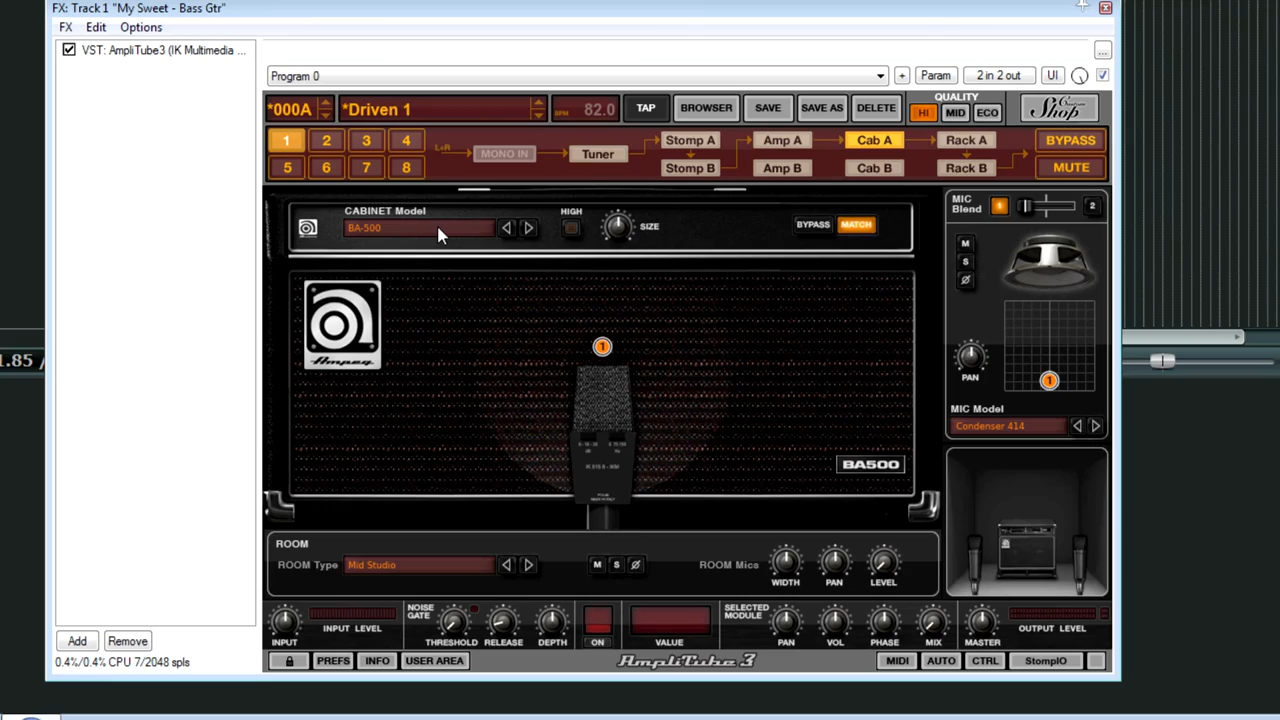 FX: Track 1 "My Sweet - Bass Gtr"
FX Edit Options
VST: AmpliTube3 (IK Multimedia ...
...
Program 0
+ Param 2 in 2 out UI
*000A *Driven 1 BPM 82.0 TAP BROWSER SAVE SAVE AS DELETE
QUALITY
HI MID ECO
Custom Shop
1 2 3 4
5 6 7 8
L+R MONO IN Tuner
Stomp A Amp A Cab A Rack A BYPASS
Stomp B Amp B Cab B Rack B MUTE
CABINET Model
BA-500
HIGH SIZE BYPASS MATCH
MIC Blend 1 2
M
S
Ø
PAN
1
MIC Model
Condenser 414
Ampeg
1
BA500
1.85 /
ROOM
ROOM Type Mid Studio M S Ø ROOM Mics
WIDTH PAN LEVEL
INPUT INPUT LEVEL
NOISE GATE THRESHOLD RELEASE DEPTH
ON VALUE
SELECTED MODULE PAN VOL PHASE MIX
MASTER OUTPUT LEVEL
PREFS INFO USER AREA
AmpliTube 3
MIDI AUTO CTRL StompIO
Add Remove
0.4%/0.4% CPU 7/2048 spls